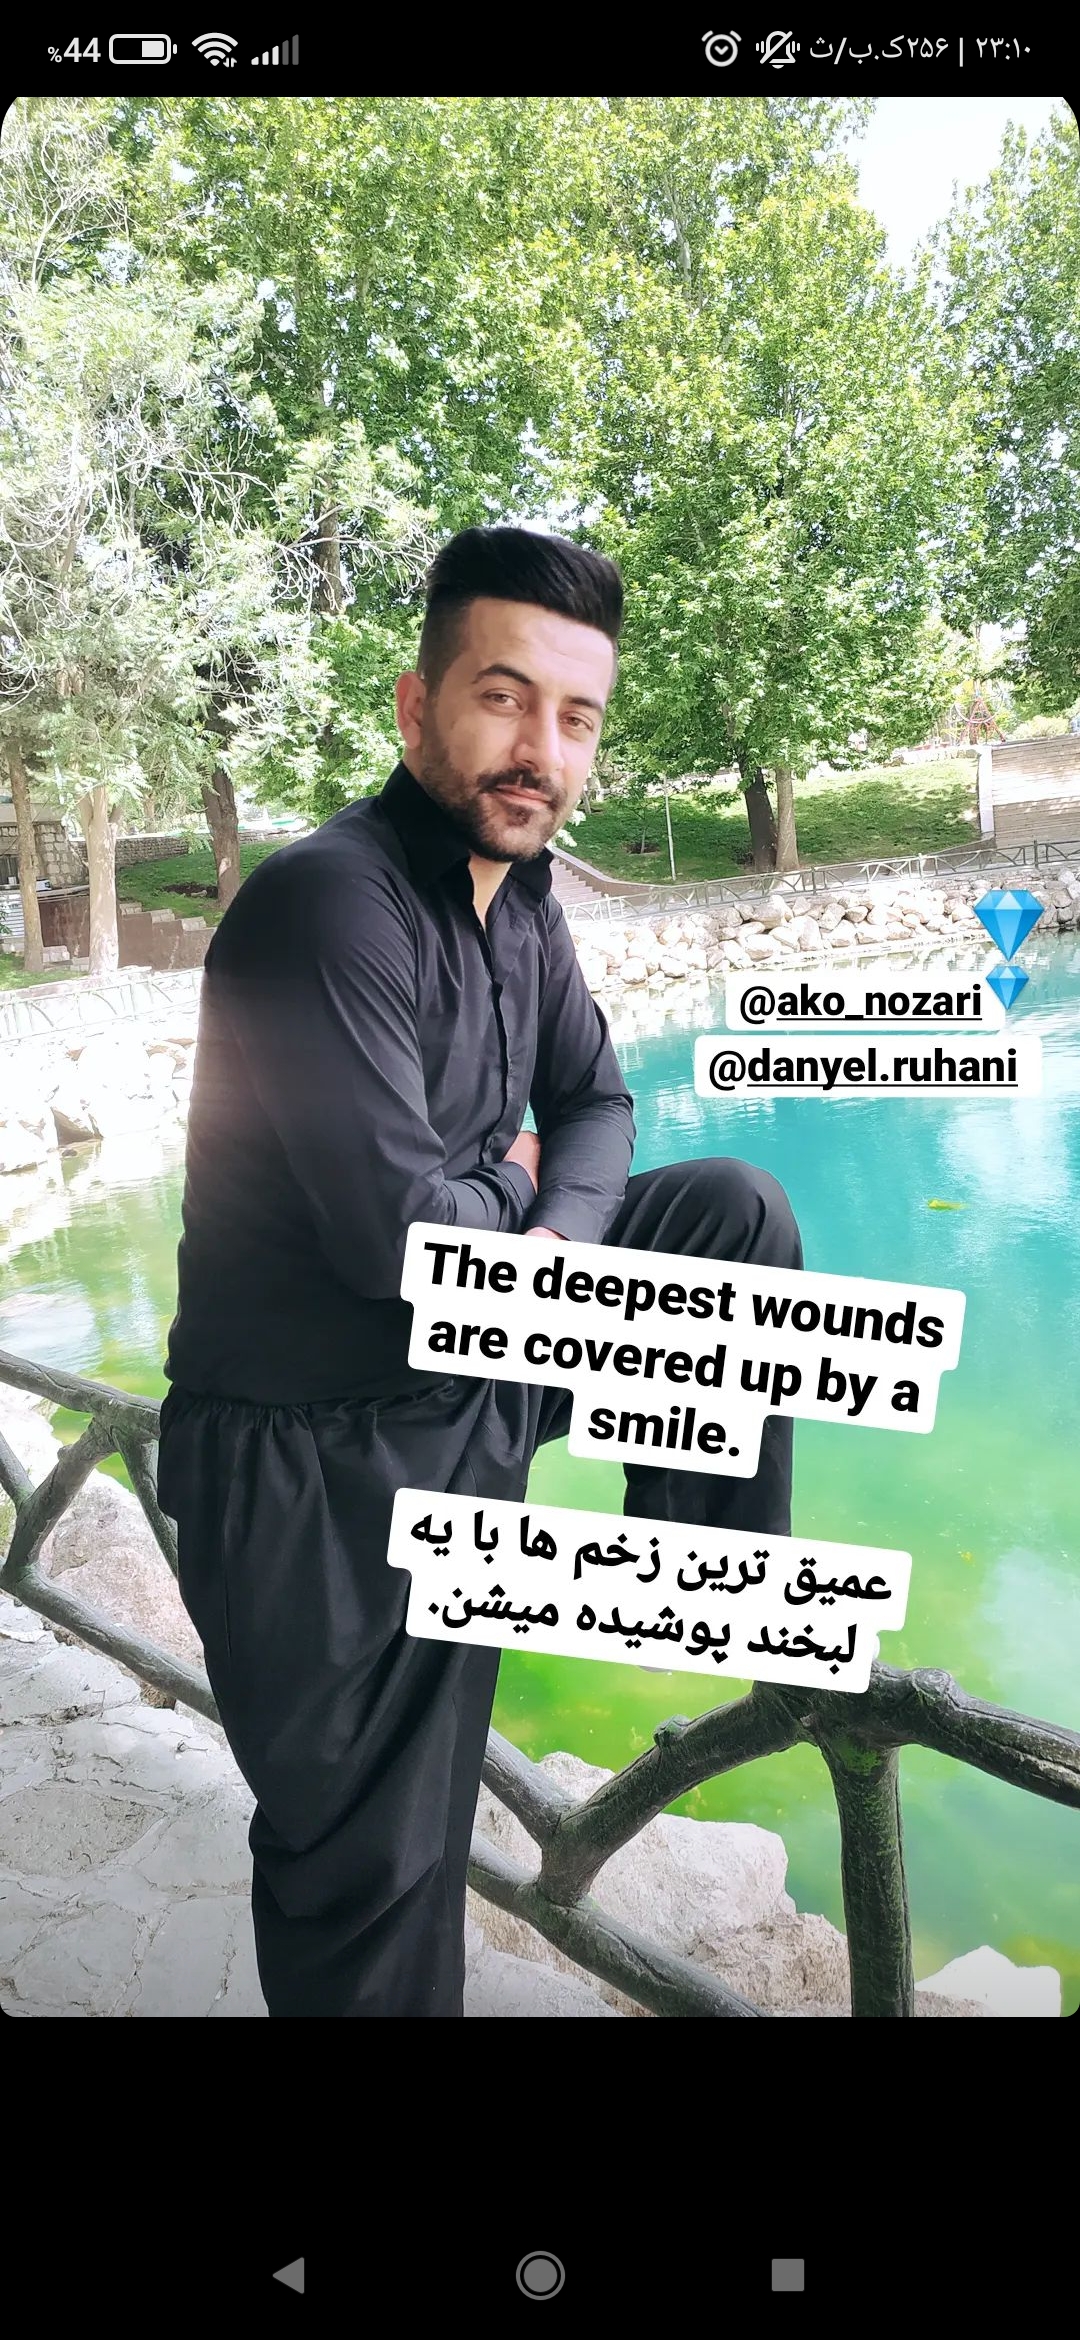 %44
۲۵۶ک.ب/ث | ۲۳:۱۰
@ako_nozari
@danyel.ruhani
The deepest wounds
are covered up by a
smile.
عمیق ترین زخم ها با یه
لبخند پوشیده میشن.